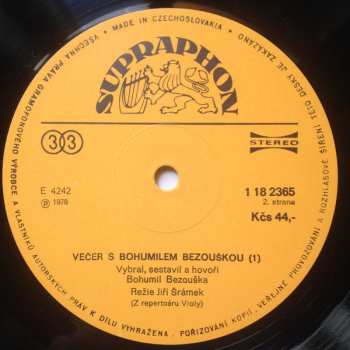 • MADE IN CZECHOSLOVAKIA •
VŠECHNA PRÁVA GRAMOFONOVÉHO VÝROBCE A VLASTNÍKŮ AUTORSKÝCH PRÁV K DÍLU VYHRAZENA. POŘIZOVÁNÍ KOPIÍ, VEŘEJNÉ PROVOZOVÁNÍ A ROZHLASOVÉ ŠÍŘENÍ TÉTO DESKY JE ZAKÁZÁNO
SUPRAPHON
33
STEREO
E 4242
1 18 2365
℗ 1978
2. strana
Kčs 44,-
VEČER S BOHUMILEM BEZOUŠKOU (1)
Vybral, sestavil a hovoří
Bohumil Bezouška
Režie Jiří Šrámek
(Z repertoáru Violy)